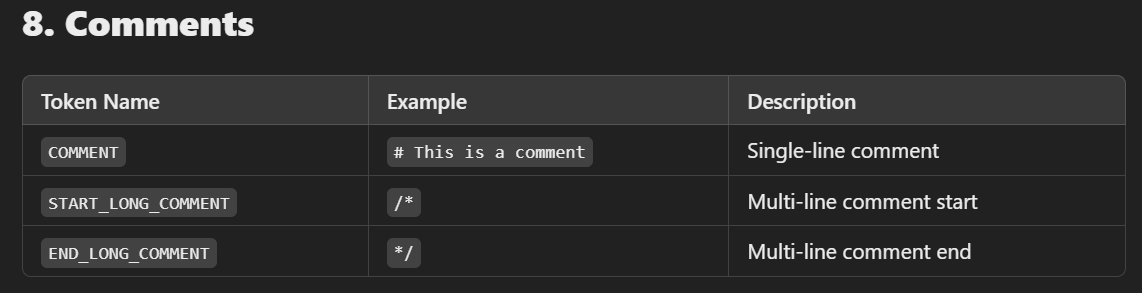 8. Comments
Token Name Example Description
COMMENT # This is a comment Single-line comment
START_LONG_COMMENT /* Multi-line comment start
END_LONG_COMMENT */ Multi-line comment end